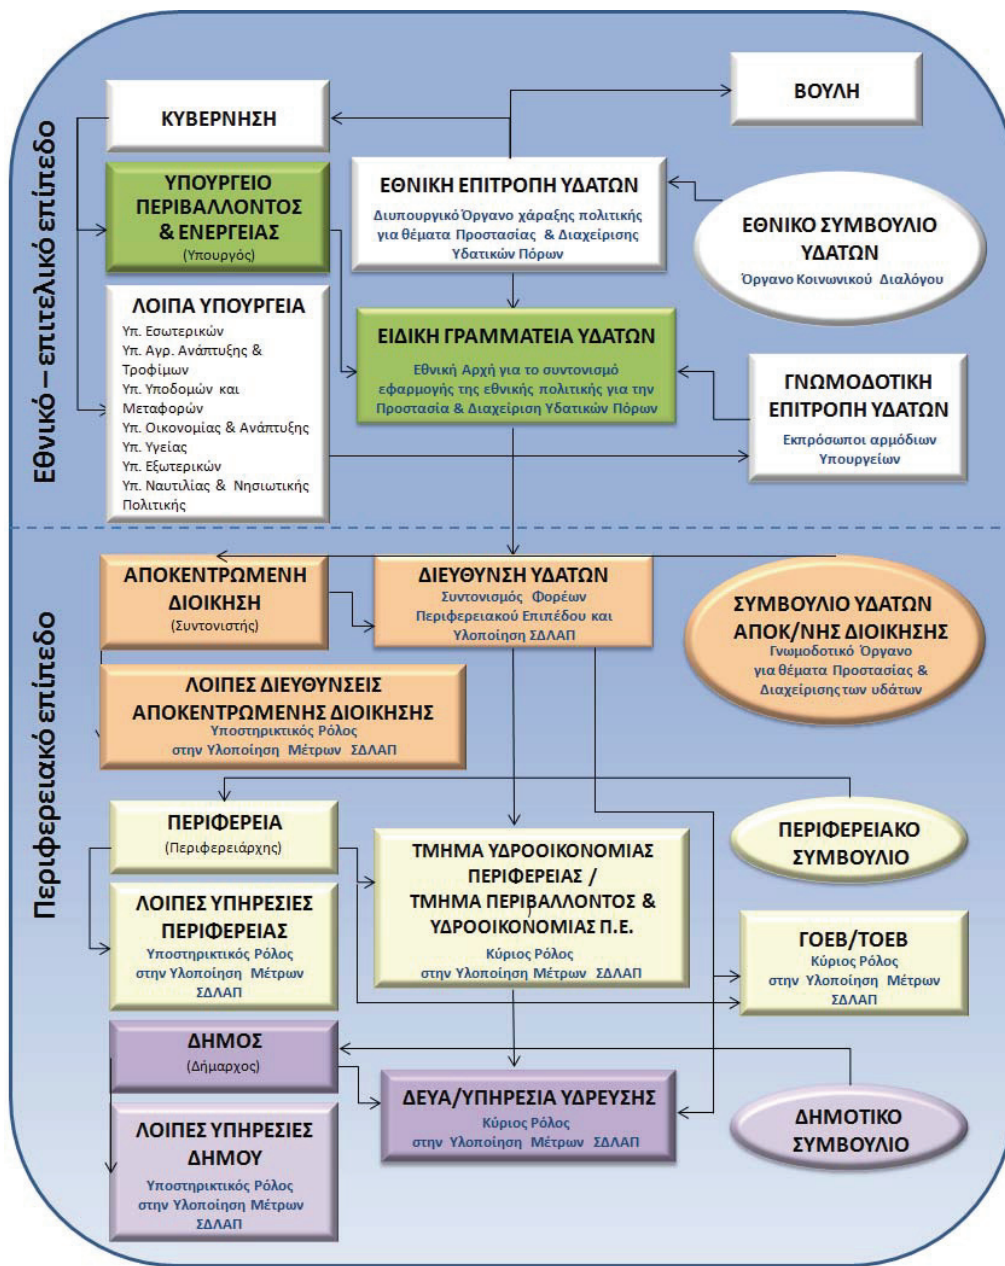 Εθνικό – επιτελικό επίπεδο
ΒΟΥΛΗ
ΚΥΒΕΡΝΗΣΗ
ΥΠΟΥΡΓΕΙΟ
ΠΕΡΙΒΑΛΛΟΝΤΟΣ
& ΕΝΕΡΓΕΙΑΣ
(Υπουργός)
ΕΘΝΙΚΗ ΕΠΙΤΡΟΠΗ ΥΔΑΤΩΝ
Διυπουργικό Όργανο χάραξης πολιτικής
για θέματα Προστασίας & Διαχείρισης
Υδατικών Πόρων
ΕΘΝΙΚΟ ΣΥΜΒΟΥΛΙΟ
ΥΔΑΤΩΝ
Όργανο Κοινωνικού Διαλόγου
ΛΟΙΠΑ ΥΠΟΥΡΓΕΙΑ
Υπ. Εσωτερικών
Υπ. Αγρ. Ανάπτυξης &
Τροφίμων
Υπ. Υποδομών και
Μεταφορών
Υπ. Οικονομίας & Ανάπτυξης
Υπ. Υγείας
Υπ. Εξωτερικών
Υπ. Ναυτιλίας & Νησιωτικής
Πολιτικής
ΕΙΔΙΚΗ ΓΡΑΜΜΑΤΕΙΑ ΥΔΑΤΩΝ
Εθνική Αρχή για το συντονισμό
εφαρμογής της εθνικής πολιτικής για την
Προστασία & Διαχείριση Υδατικών Πόρων
ΓΝΩΜΟΔΟΤΙΚΗ
ΕΠΙΤΡΟΠΗ ΥΔΑΤΩΝ
Εκπρόσωποι αρμόδιων
Υπουργείων
Περιφερειακό επίπεδο
ΑΠΟΚΕΝΤΡΩΜΕΝΗ
ΔΙΟΙΚΗΣΗ
(Συντονιστής)
ΔΙΕΥΘΥΝΣΗ ΥΔΑΤΩΝ
Συντονισμός Φορέων
Περιφερειακού Επιπέδου και
Υλοποίηση ΣΔΛΑΠ
ΣΥΜΒΟΥΛΙΟ ΥΔΑΤΩΝ
ΑΠΟΚ/ΝΗΣ ΔΙΟΙΚΗΣΗΣ
Γνωμοδοτικό Όργανο
για θέματα Προστασίας &
Διαχείρισης των υδάτων
ΛΟΙΠΕΣ ΔΙΕΥΘΥΝΣΕΙΣ
ΑΠΟΚΕΝΤΡΩΜΕΝΗΣ ΔΙΟΙΚΗΣΗΣ
Υποστηρικτικός Ρόλος
στην Υλοποίηση Μέτρων ΣΔΛΑΠ
ΠΕΡΙΦΕΡΕΙΑ
(Περιφερειάρχης)
ΤΜΗΜΑ ΥΔΡΟΟΙΚΟΝΟΜΙΑΣ
ΠΕΡΙΦΕΡΕΙΑΣ /
ΤΜΗΜΑ ΠΕΡΙΒΑΛΛΟΝΤΟΣ &
ΥΔΡΟΟΙΚΟΝΟΜΙΑΣ Π.Ε.
Κύριος Ρόλος
στην Υλοποίηση Μέτρων ΣΔΛΑΠ
ΠΕΡΙΦΕΡΕΙΑΚΟ
ΣΥΜΒΟΥΛΙΟ
ΛΟΙΠΕΣ ΥΠΗΡΕΣΙΕΣ
ΠΕΡΙΦΕΡΕΙΑΣ
Υποστηρικτικός Ρόλος
στην Υλοποίηση Μέτρων
ΣΔΛΑΠ
ΓΟΕΒ/ΤΟΕΒ
Κύριος Ρόλος
στην Υλοποίηση Μέτρων
ΣΔΛΑΠ
ΔΗΜΟΣ
(Δήμαρχος)
ΔΕΥΑ/ΥΠΗΡΕΣΙΑ ΥΔΡΕΥΣΗΣ
Κύριος Ρόλος
στην Υλοποίηση Μέτρων ΣΔΛΑΠ
ΔΗΜΟΤΙΚΟ
ΣΥΜΒΟΥΛΙΟ
ΛΟΙΠΕΣ ΥΠΗΡΕΣΙΕΣ
ΔΗΜΟΥ
Υποστηρικτικός Ρόλος
στην Υλοποίηση Μέτρων
ΣΔΛΑΠ